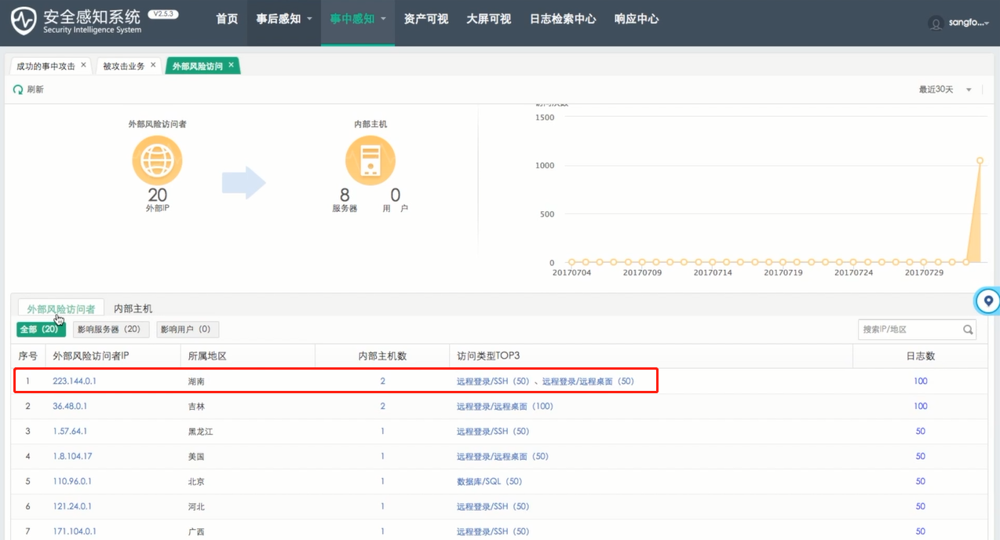 安全感知系统 V2.5.3
Security Intelligence System
首页 事后感知 事中感知 资产可视 大屏可视 日志检索中心 响应中心 sangfo...
成功的事中攻击 × 被攻击业务 × 外部风险访问 ×
刷新 最近30天
外部风险访问者 内部主机
20
外部IP
8 0
服务器 用 户
访问次数
1500
1000
500
0
20170704 20170709 20170714 20170719 20170724 20170729
外部风险访问者 内部主机
全部（20） 影响服务器（20） 影响用户（0） 搜索IP/地区
序号 外部风险访问者IP 所属地区 内部主机数 访问类型TOP3 日志数
1 223.144.0.1 湖南 2 远程登录/SSH（50）、远程登录/远程桌面（50） 100
2 36.48.0.1 吉林 2 远程登录/远程桌面（100） 100
3 1.57.64.1 黑龙江 1 远程登录/SSH（50） 50
4 1.8.104.17 美国 1 远程登录/远程桌面（50） 50
5 110.96.0.1 北京 1 数据库/SQL（50） 50
6 121.24.0.1 河北 1 远程登录/SSH（50） 50
7 171.104.0.1 广西 1 远程登录/SSH（50） 50